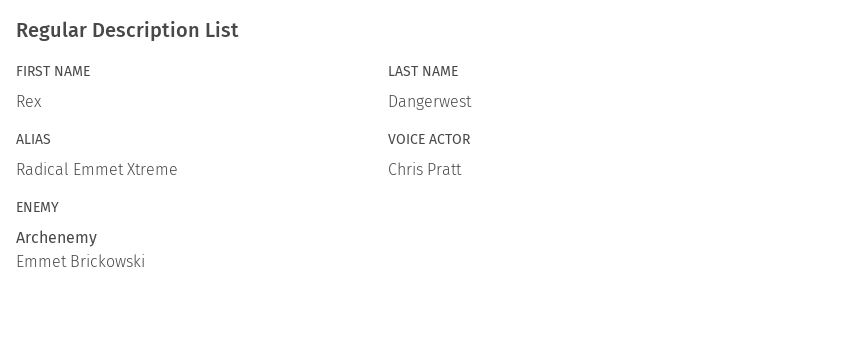 Regular Description List
FIRST NAME
Rex
LAST NAME
Dangerwest
ALIAS
Radical Emmet Xtreme
VOICE ACTOR
Chris Pratt
ENEMY
Archenemy
Emmet Brickowski